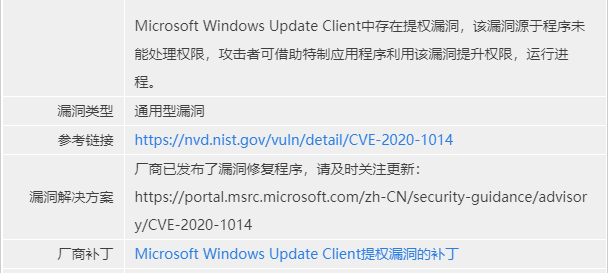 Microsoft Windows Update Client中存在提权漏洞，该漏洞源于程序未
能处理权限，攻击者可借助特制应用程序利用该漏洞提升权限，运行进
程。
漏洞类型 通用型漏洞
参考链接 https://nvd.nist.gov/vuln/detail/CVE-2020-1014
厂商已发布了漏洞修复程序，请及时关注更新：
漏洞解决方案 https://portal.msrc.microsoft.com/zh-CN/security-guidance/advisor
y/CVE-2020-1014
厂商补丁 Microsoft Windows Update Client提权漏洞的补丁